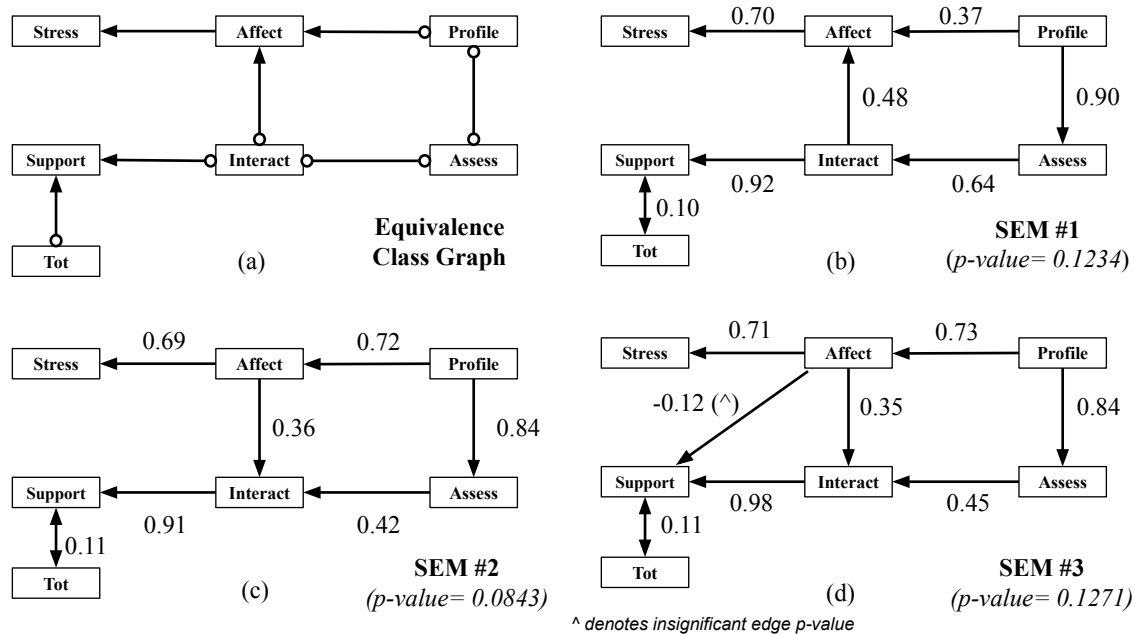 Stress
Affect
Profile
Support
Interact
Assess
Tot
(a)
Equivalence
Class Graph
0.70
0.37
Stress
Affect
Profile
0.48
0.90
Support
Interact
Assess
0.92
0.64
0.10
Tot
(b)
SEM #1
(p-value= 0.1234)
0.69
0.72
Stress
Affect
Profile
0.36
0.84
Support
Interact
Assess
0.91
0.42
0.11
Tot
(c)
SEM #2
(p-value= 0.0843)
0.71
0.73
Stress
Affect
Profile
-0.12 (^)
0.35
0.84
Support
Interact
Assess
0.98
0.45
0.11
Tot
(d)
SEM #3
(p-value= 0.1271)
^ denotes insignificant edge p-value